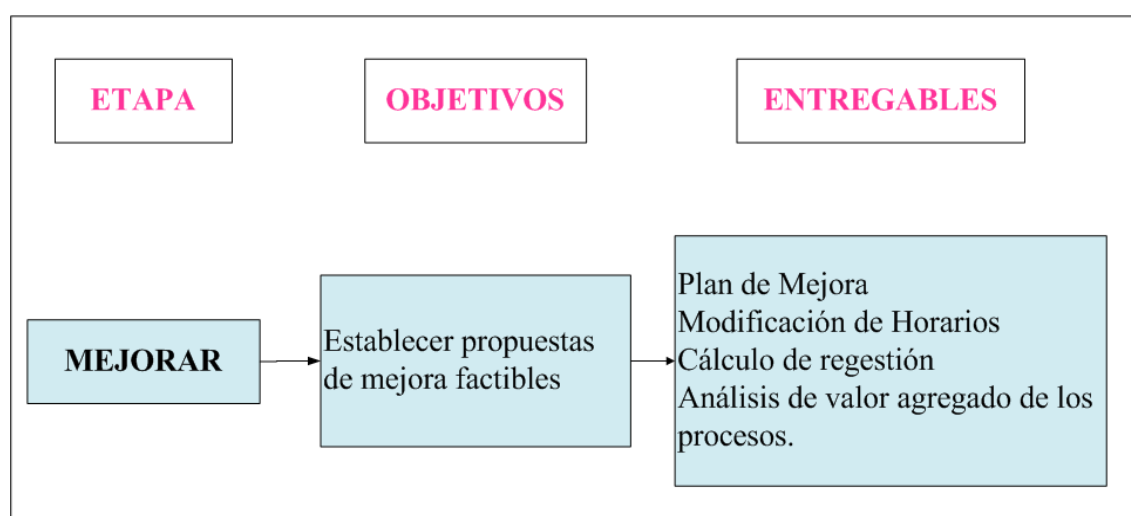 ETAPA
OBJETIVOS
ENTREGABLES
MEJORAR
Establecer propuestas
de mejora factibles
Plan de Mejora
Modificación de Horarios
Cálculo de regestión
Análisis de valor agregado de los
procesos.